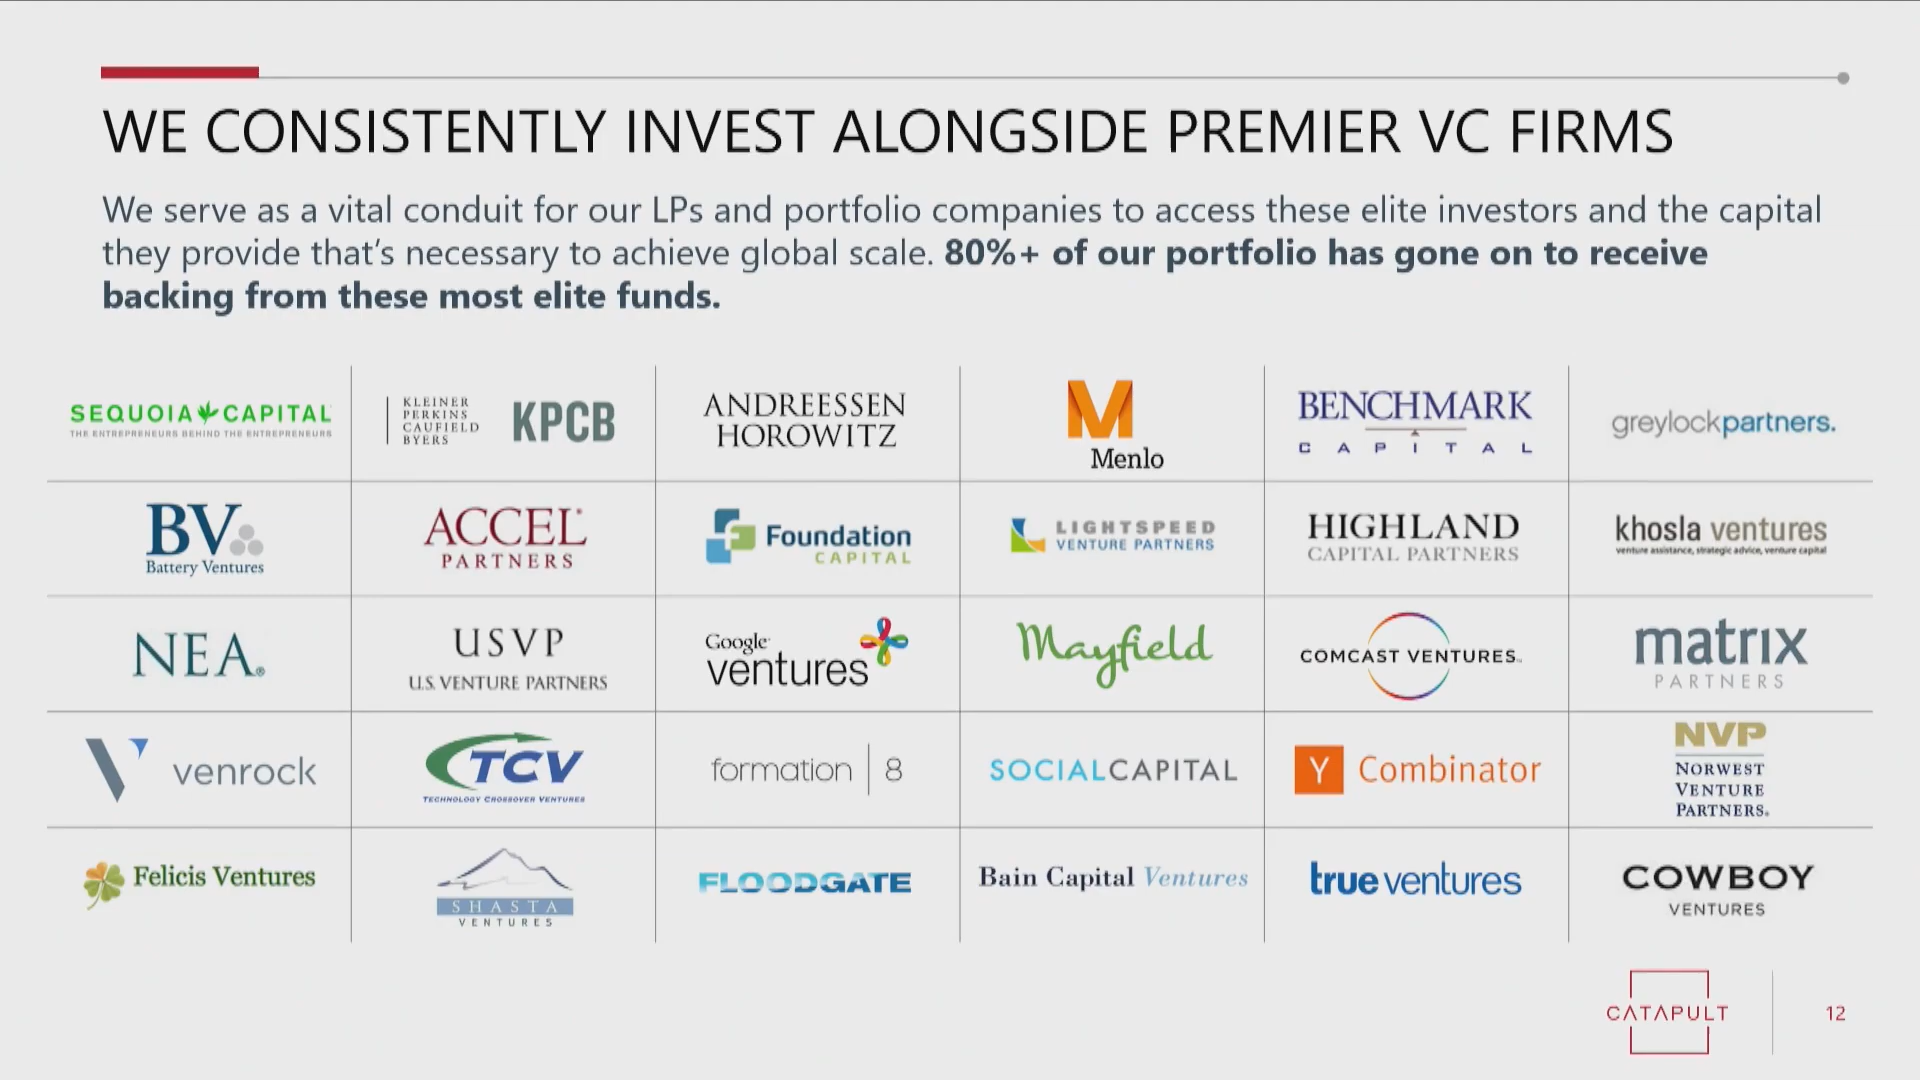 WE CONSISTENTLY INVEST ALONGSIDE PREMIER VC FIRMS
We serve as a vital conduit for our LPs and portfolio companies to access these elite investors and the capital
they provide that's necessary to achieve global scale. 80%+ of our portfolio has gone on to receive
backing from these most elite funds.
SEQUOIA CAPITAL
THE ENTREPRENEURS BEHIND THE ENTREPRENEURS
KLEINER
PERKINS
CAUFIELD
BYERS
KPCB
ANDREESSEN
HOROWITZ
M
Menlo
BENCHMARK
CAPITAL
greylockpartners.
BV
Battery Ventures
ACCEL
PARTNERS
Foundation
CAPITAL
LIGHTSPEED
VENTURE PARTNERS
HIGHLAND
CAPITAL PARTNERS
khosla ventures
venture assistance, strategic advice, venture capital
NEA®
USVP
U.S. VENTURE PARTNERS
Google
ventures
Mayfield
COMCAST VENTURES
matrix
PARTNERS
venrock
TCV
TECHNOLOGY CROSSOVER VENTURES
formation | 8
SOCIALCAPITAL
Y Combinator
NVP
NORWEST
VENTURE
PARTNERS®
Felicis Ventures
SHASTA
VENTURES
FLOODGATE
Bain Capital Ventures
true ventures
COWBOY
VENTURES
CATAPULT
12